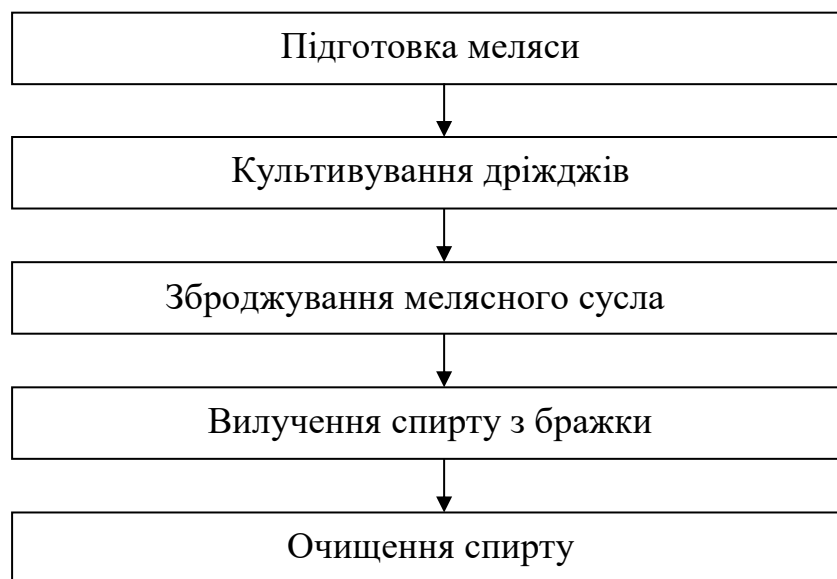 Підготовка меляси
Культивування дріжджів
Зброджування мелясного сусла
Вилучення спирту з бражки
Очищення спирту